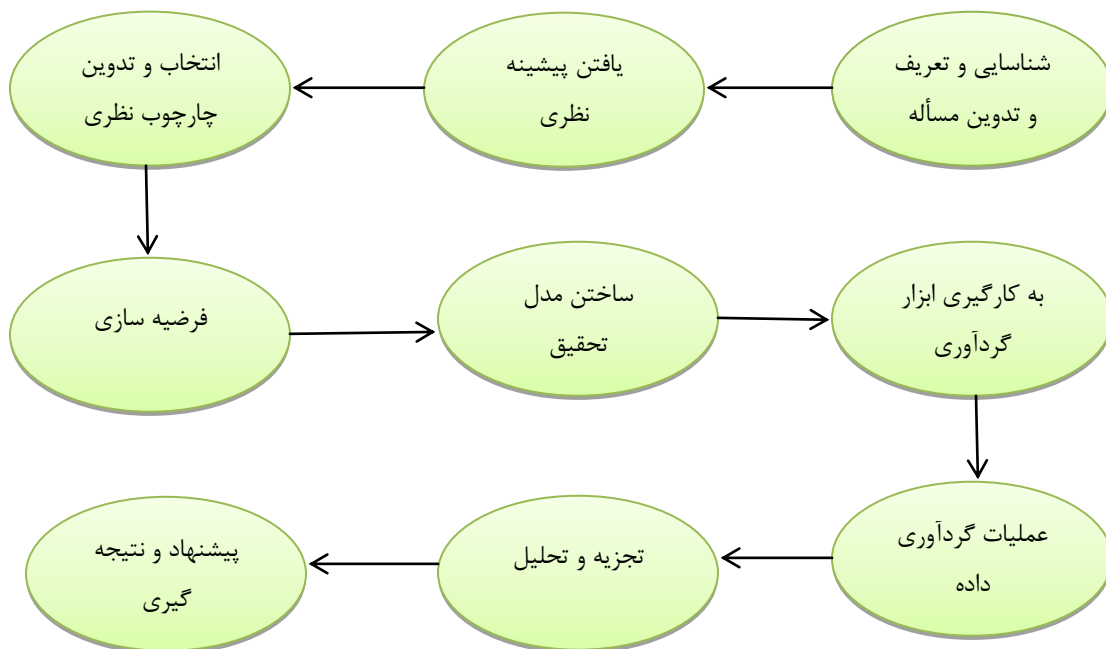 شناسایی و تعریف
و تدوین مسأله
یافتن پیشینه
نظری
انتخاب و تدوین
چارچوب نظری
فرضیه سازی
ساختن مدل
تحقیق
به کارگیری ابزار
گردآوری
عملیات گردآوری
داده
تجزیه و تحلیل
پیشنهاد و نتیجه
گیری